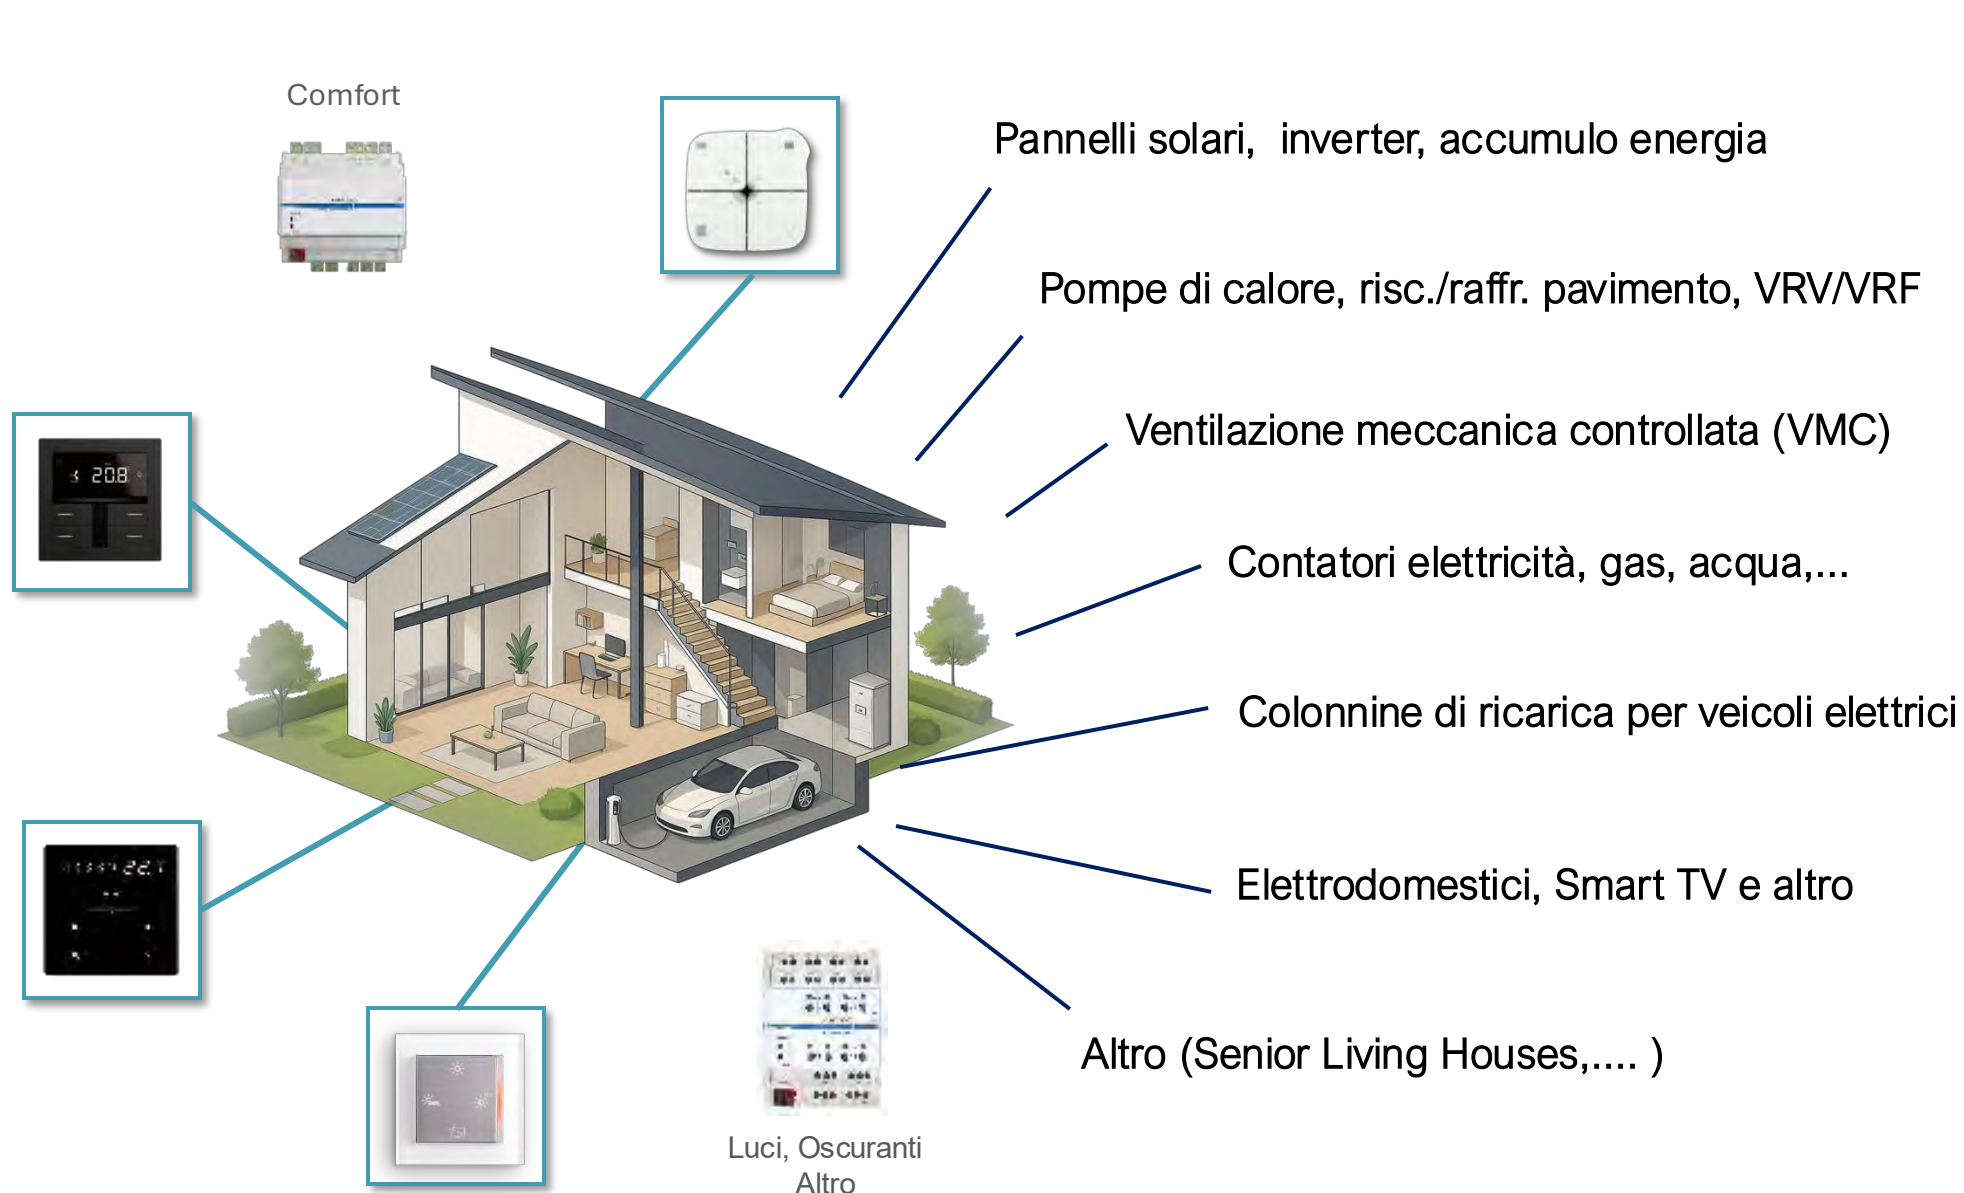 Comfort
Pannelli solari,  inverter, accumulo energia
Pompe di calore, risc./raffr. pavimento, VRV/VRF
Ventilazione meccanica controllata (VMC)
20.8
Contatori elettricità, gas, acqua,...
Colonnine di ricarica per veicoli elettrici
Elettrodomestici, Smart TV e altro
Altro (Senior Living Houses,.... )
Luci, Oscuranti
Altro